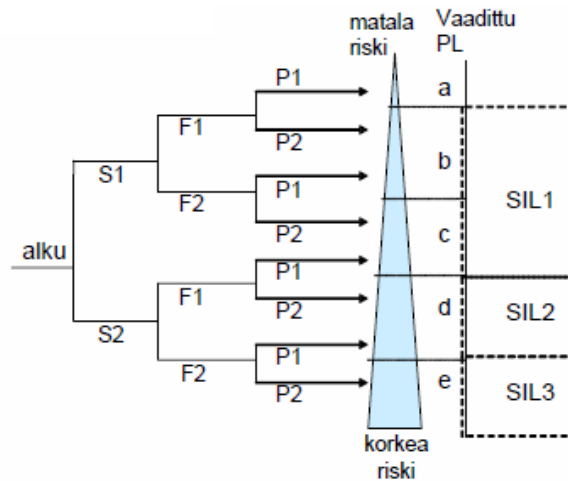 matala
riski
Vaadittu
PL
P1
a
F1
P2
b
S1
P1
F2
SIL1
P2
c
alku
P1
F1
P2
d
SIL2
S2
P1
F2
P2
e
SIL3
korkea
riski